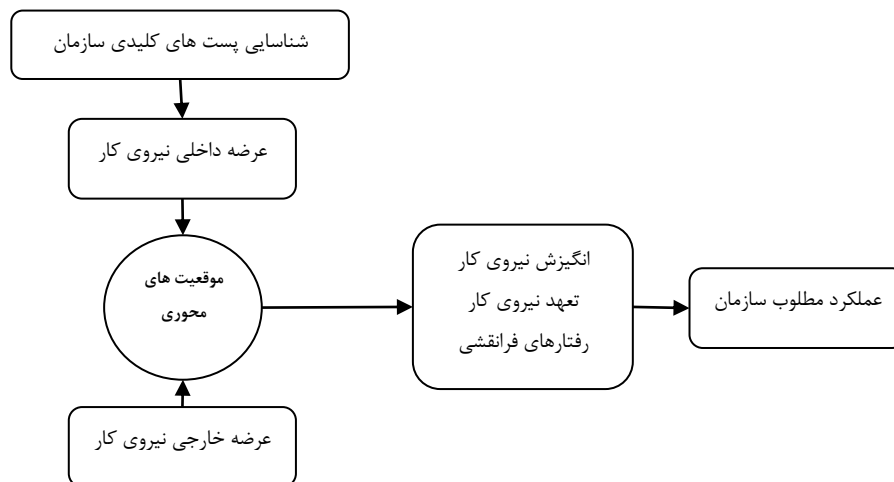 شناسایی پست های کلیدی سازمان
عرضه داخلی نیروی کار
موقعیت های
محوری
انگیزش نیروی کار
تعهد نیروی کار
رفتارهای فرانقشی
عملکرد مطلوب سازمان
عرضه خارجی نیروی کار